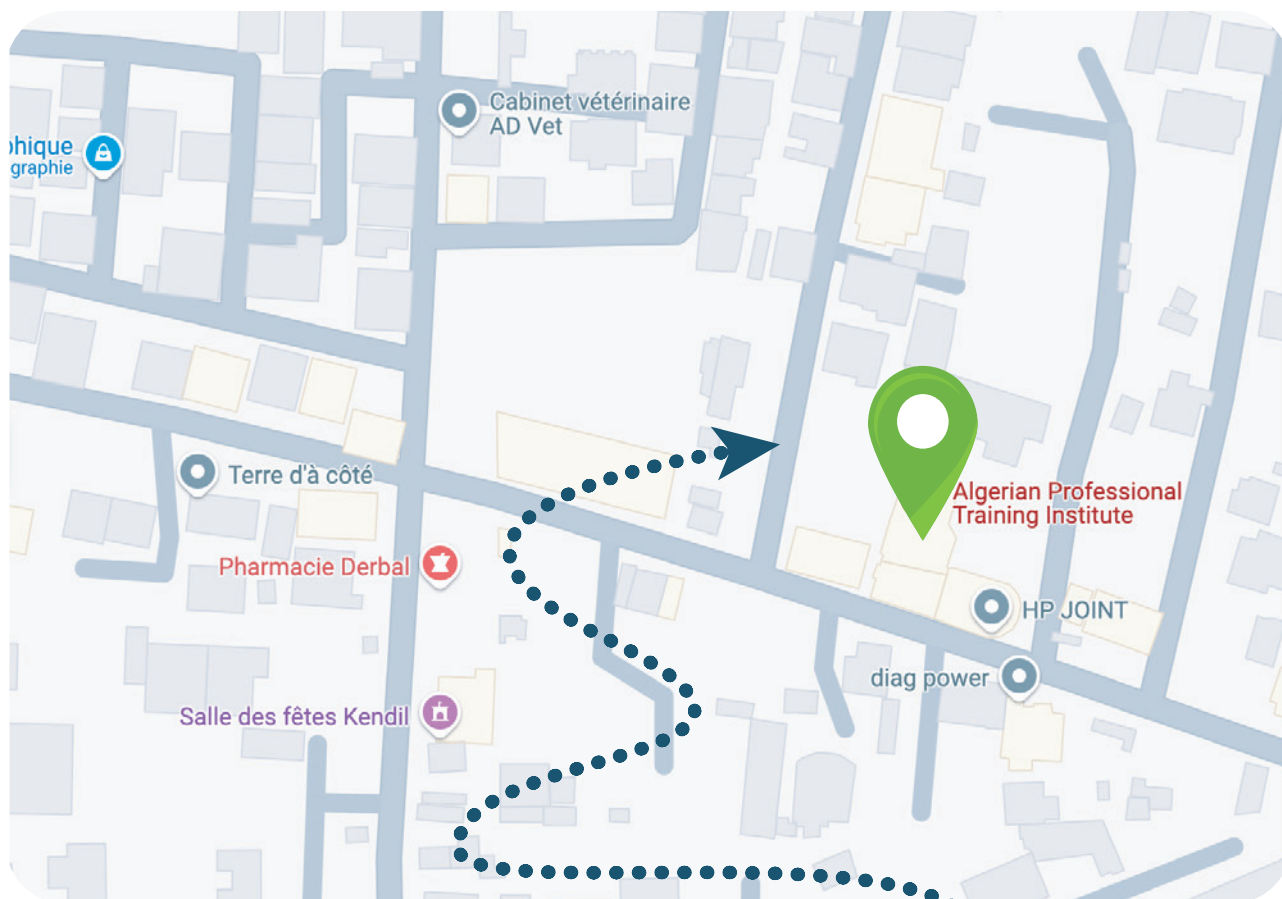 Cabinet vétérinaire
AD Vet
phique
graphie
Terre d'à côté
Algerian Professional
Training Institute
Pharmacie Derbal
HP JOINT
diag power
Salle des fêtes Kendil